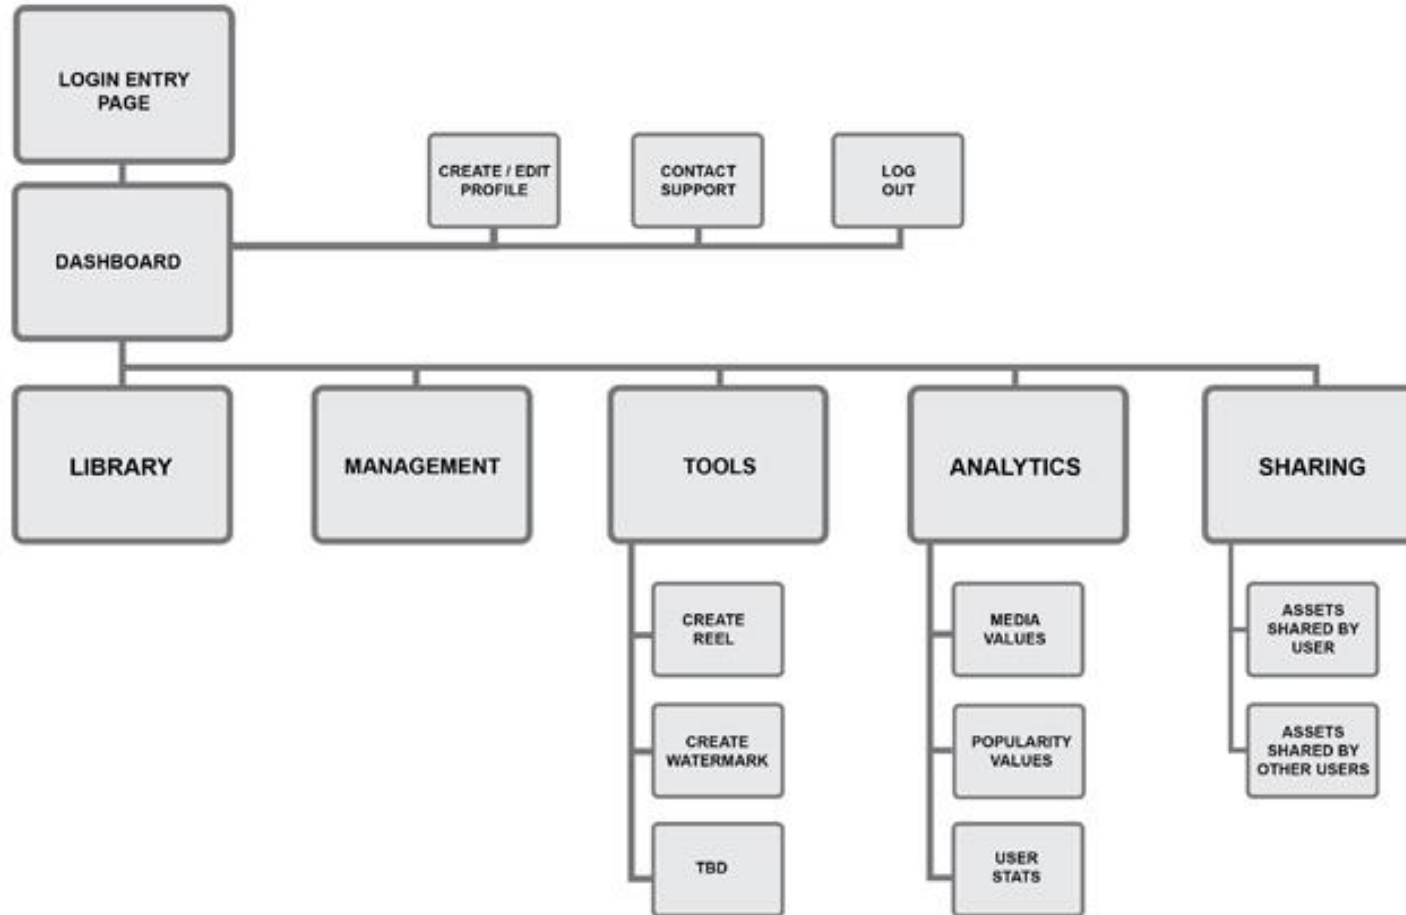 LOGIN ENTRY
PAGE
CREATE / EDIT
PROFILE
CONTACT
SUPPORT
LOG
OUT
DASHBOARD
LIBRARY
MANAGEMENT
TOOLS
ANALYTICS
SHARING
CREATE
REEL
CREATE
WATERMARK
TBD
MEDIA
VALUES
POPULARITY
VALUES
USER
STATS
ASSETS
SHARED BY
USER
ASSETS
SHARED BY
OTHER USERS